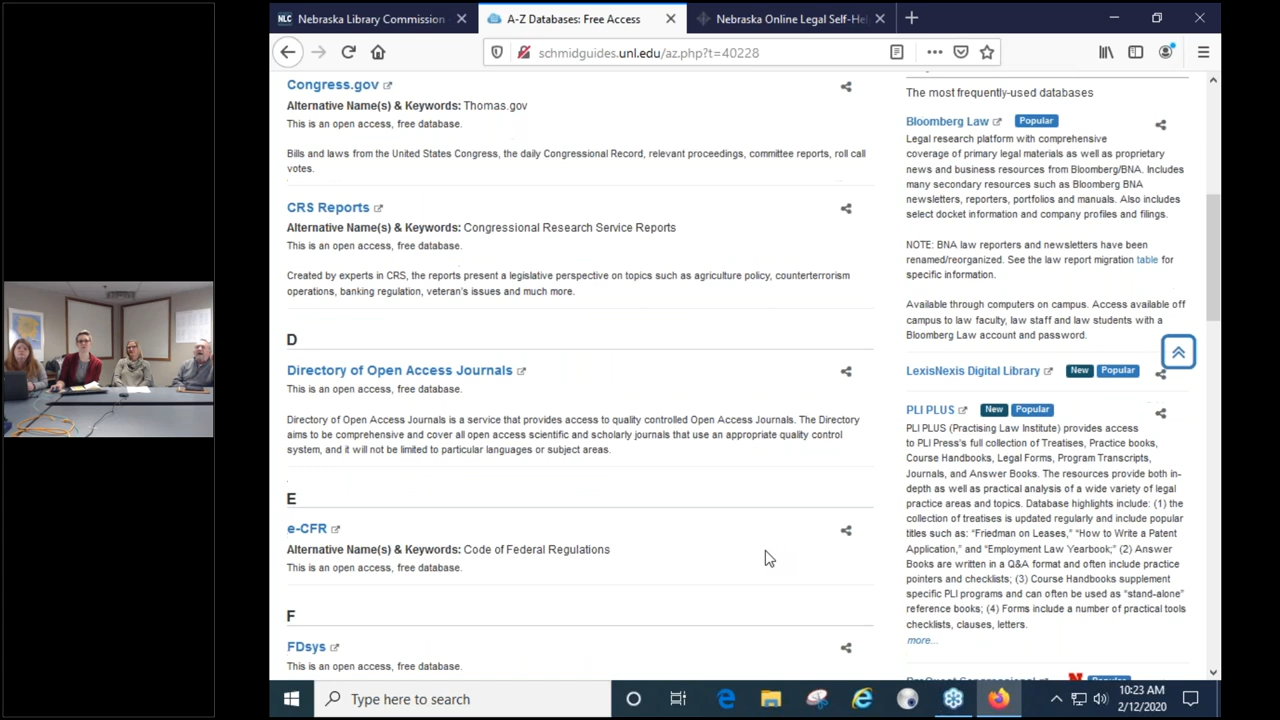 Nebraska Library Commission -
A-Z Databases: Free Access
Nebraska Online Legal Self-Hel
schmidguides.unl.edu/az.php?t=40228
Congress.gov
Alternative Name(s) & Keywords: Thomas.gov
This is an open access, free database.
Bills and laws from the United States Congress, the daily Congressional Record, relevant proceedings, committee reports, roll call
votes.
CRS Reports
Alternative Name(s) & Keywords: Congressional Research Service Reports
This is an open access, free database.
Created by experts in CRS, the reports present a legislative perspective on topics such as agriculture policy, counterterrorism
operations, banking regulation, veteran's issues and much more.
D
Directory of Open Access Journals
This is an open access, free database.
Directory of Open Access Journals is a service that provides access to quality controlled Open Access Journals. The Directory
aims to be comprehensive and cover all open access scientific and scholarly journals that use an appropriate quality control
system, and it will not be limited to particular languages or subject areas.
E
e-CFR
Alternative Name(s) & Keywords: Code of Federal Regulations
This is an open access, free database.
F
FDsys
This is an open access, free database.
The most frequently-used databases
Bloomberg Law Popular
Legal research platform with comprehensive
coverage of primary legal materials as well as proprietary
news and business resources from Bloomberg/BNA. Includes
many secondary resources such as Bloomberg BNA
newsletters, reporters, portfolios and manuals. Also includes
select docket information and company profiles and filings.
NOTE: BNA law reporters and newsletters have been
renamed/reorganized. See the law report migration table for
specific information.
Available through computers on campus. Access available off
campus to law faculty, law staff and law students with a
Bloomberg Law account and password.
LexisNexis Digital Library New Popular
PLI PLUS New Popular
PLI PLUS (Practising Law Institute) provides access
to PLI Press's full collection of Treatises, Practice books,
Course Handbooks, Legal Forms, Program Transcripts,
Journals, and Answer Books. The resources provide both in-
depth as well as practical analysis of a wide variety of legal
practice areas and topics. Database highlights include: (1) the
collection of treatises is updated regularly and include popular
titles such as: "Friedman on Leases," "How to Write a Patent
Application," and "Employment Law Yearbook;" (2) Answer
Books are written in a Q&A format and often include practice
pointers and checklists; (3) Course Handbooks supplement
specific PLI programs and can often be used as "stand-alone"
reference books; (4) Forms include a number of practical tools
checklists, clauses, letters.
more...
ProQuest Congressional Popular
Type here to search
10:23 AM
2/12/2020